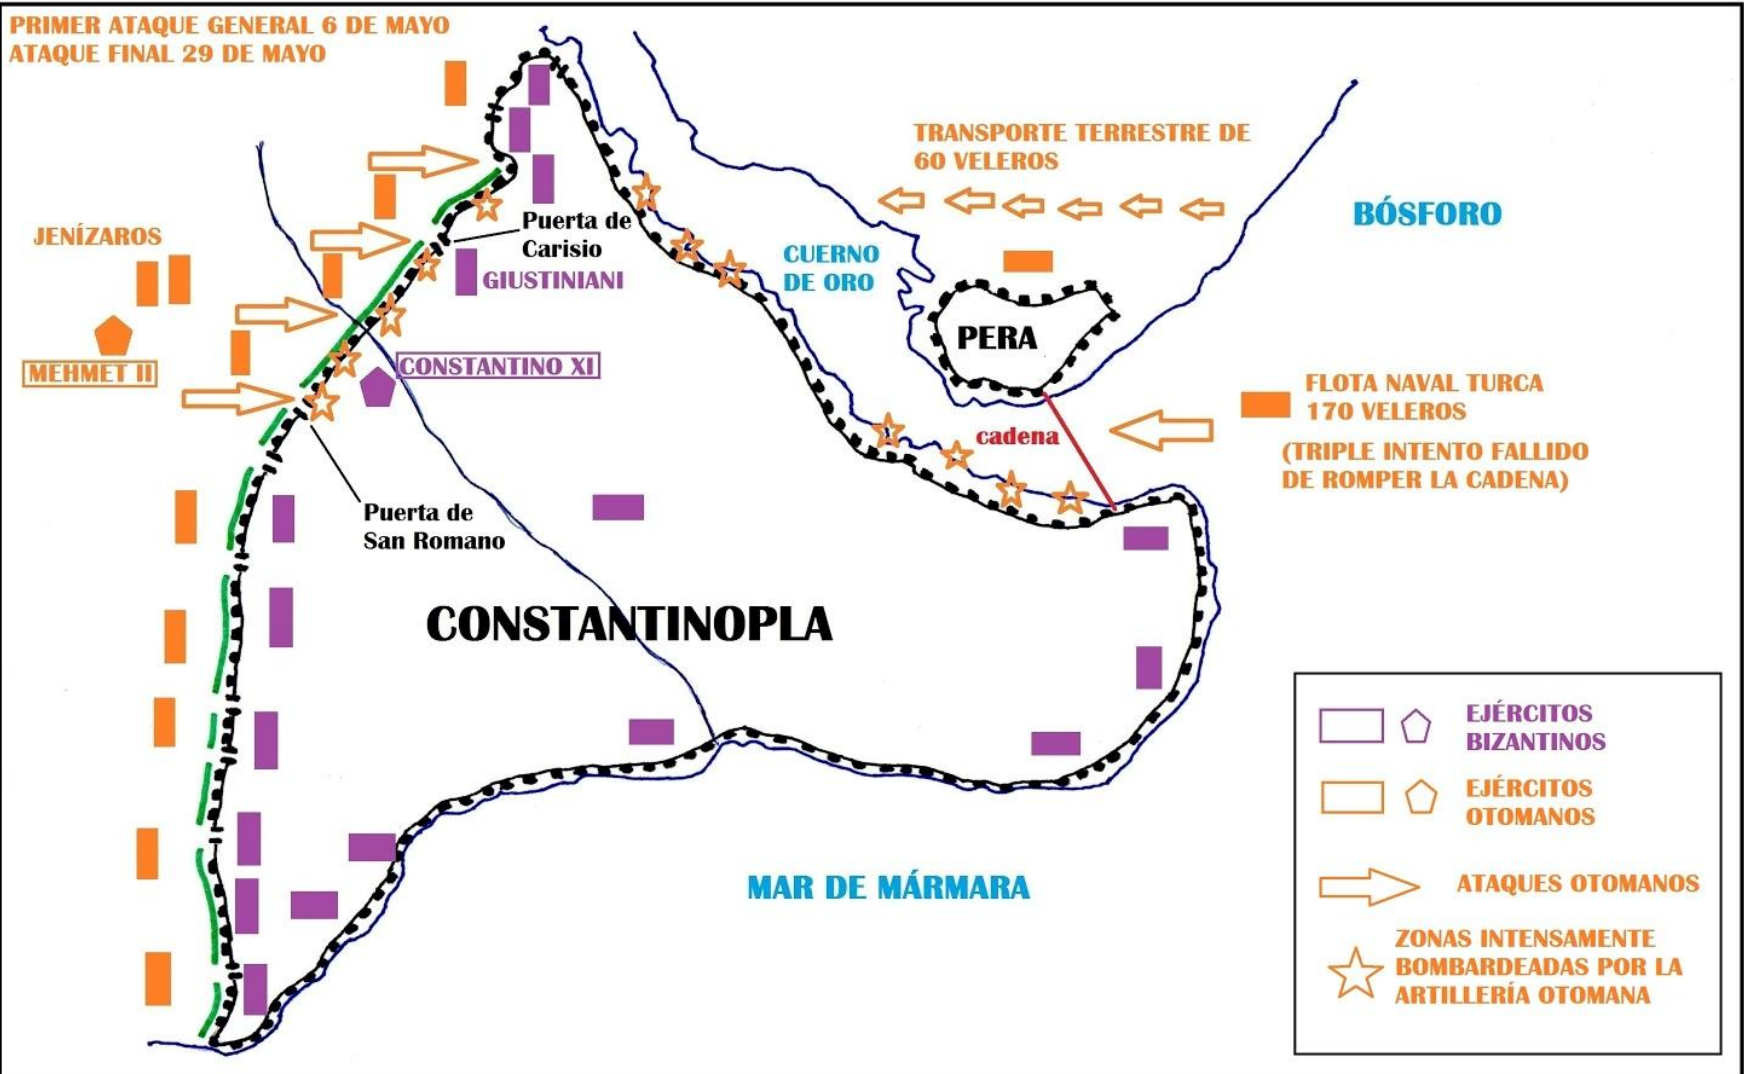 PRIMER ATAQUE GENERAL 6 DE MAYO
ATAQUE FINAL 29 DE MAYO
TRANSPORTE TERRESTRE DE
60 VELEROS
BÓSFORO
JENÍZAROS
Puerta de
Carisio
GIUSTINIANI
CUERNO
DE ORO
PERA
MEHMET II
CONSTANTINO XI
FLOTA NAVAL TURCA
170 VELEROS
(TRIPLE INTENTO FALLIDO
DE ROMPER LA CADENA)
cadena
Puerta de
San Romano
CONSTANTINOPLA
MAR DE MÁRMARA
EJÉRCITOS
BIZANTINOS
EJÉRCITOS
OTOMANOS
ATAQUES OTOMANOS
ZONAS INTENSAMENTE
BOMBARDEADAS POR LA
ARTILLERÍA OTOMANA